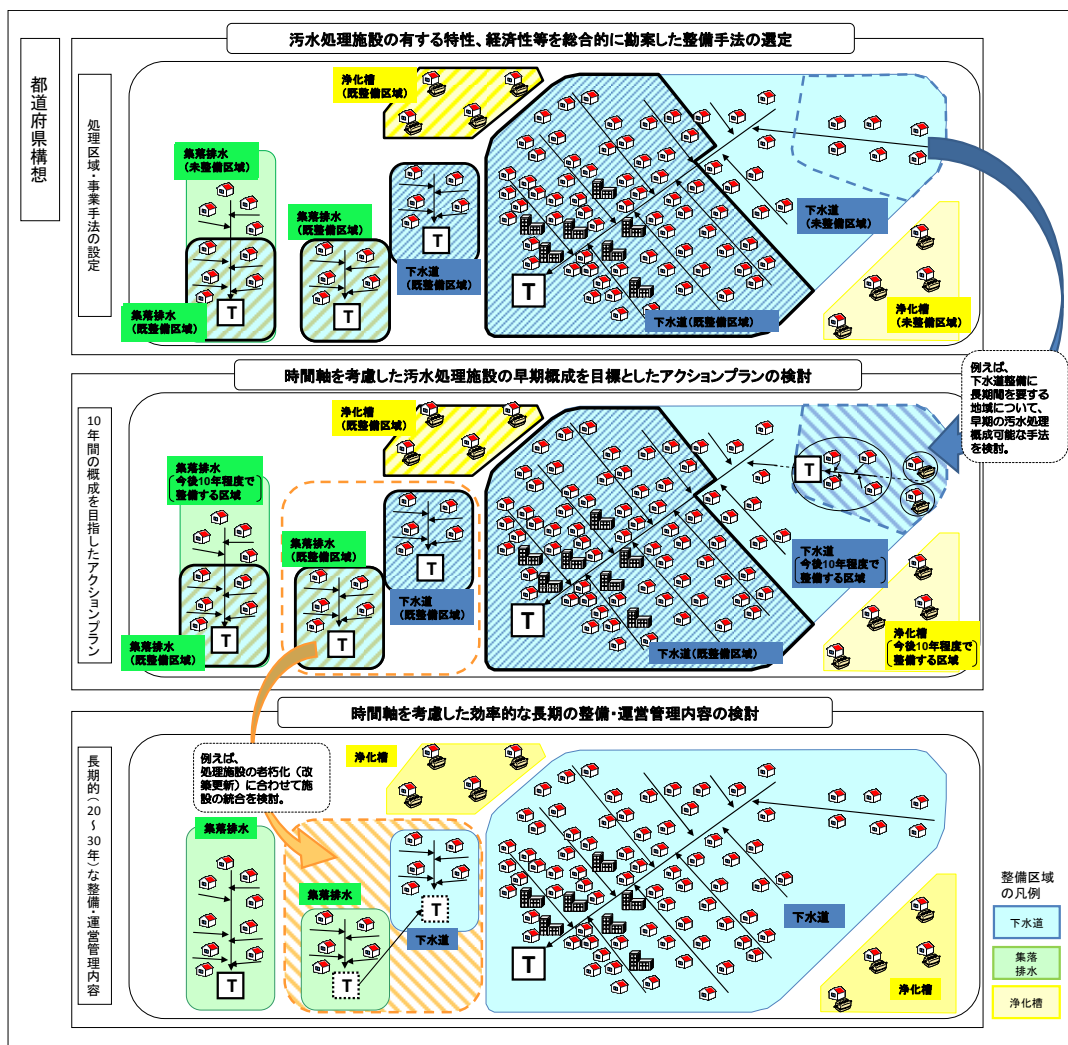 都道府県構想
汚水処理施設の有する特性、経済性等を総合的に勘案した整備手法の選定
処理区域・事業手法の設定
浄化槽
(既整備区域)
集落排水
(未整備区域)
集落排水
(既整備区域)
T
集落排水
(既整備区域)
T
下水道
(既整備区域)
T
T
下水道(既整備区域)
下水道
(未整備区域)
浄化槽
(未整備区域)
例えば、
下水道整備に
長期間を要する
地域について、
早期の汚水処理
概成可能な手法
を検討。
時間軸を考慮した汚水処理施設の早期概成を目標としたアクションプランの検討
10年間の概成を目指したアクションプラン
浄化槽
(既整備区域)
集落排水
今後10年程度で
整備する区域
集落排水
(既整備区域)
T
集落排水
(既整備区域)
T
下水道
(既整備区域)
T
T
下水道(既整備区域)
T
下水道
今後10年程度で
整備する区域
浄化槽
今後10年程度で
整備する区域
時間軸を考慮した効率的な長期の整備・運営管理内容の検討
長期的(20~30年)な整備・運営管理内容
例えば、
処理施設の老朽化(改
築更新)に合わせて施
設の統合を検討。
浄化槽
集落排水
T
集落排水
T
下水道
T
T
下水道
浄化槽
整備区域
の凡例
下水道
集落
排水
浄化槽